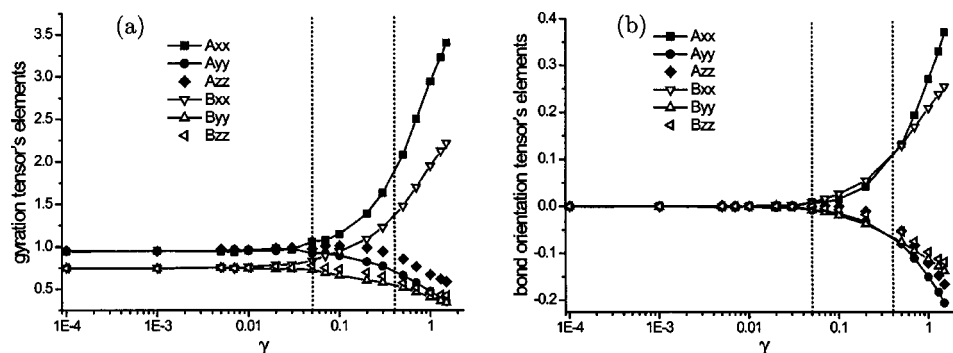 (a)
gyration tensor's elements
3.5
3.0
2.5
2.0
1.5
1.0
0.5
Axx
Ayy
Azz
Bxx
Byy
Bzz
1E-4
1E-3
0.01
0.1
1
γ
(b)
bond orientation tensor's elements
0.4
0.3
0.2
0.1
0.0
-0.1
-0.2
Axx
Ayy
Azz
Bxx
Byy
Bzz
1E-4
1E-3
0.01
0.1
1
γ